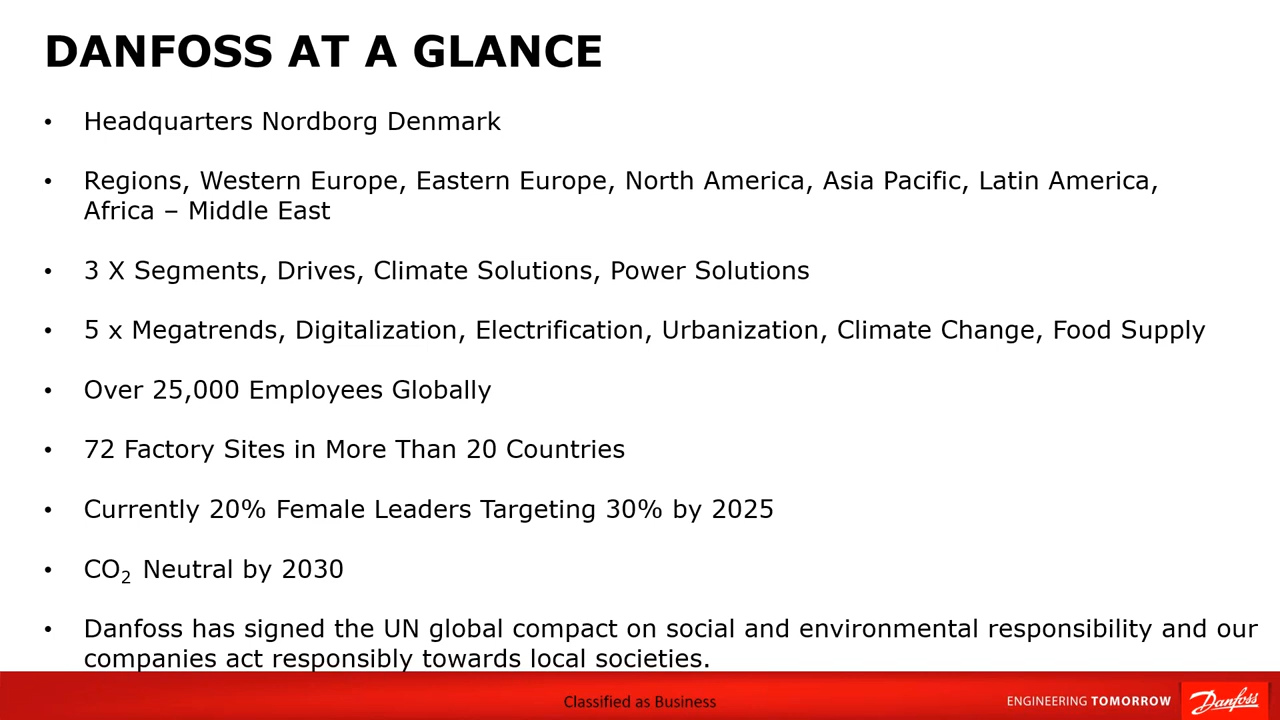 DANFOSS AT A GLANCE
• Headquarters Nordborg Denmark
• Regions, Western Europe, Eastern Europe, North America, Asia Pacific, Latin America,
Africa – Middle East
• 3 X Segments, Drives, Climate Solutions, Power Solutions
• 5 x Megatrends, Digitalization, Electrification, Urbanization, Climate Change, Food Supply
• Over 25,000 Employees Globally
• 72 Factory Sites in More Than 20 Countries
• Currently 20% Female Leaders Targeting 30% by 2025
• CO₂ Neutral by 2030
• Danfoss has signed the UN global compact on social and environmental responsibility and our
companies act responsibly towards local societies.
Classified as Business
ENGINEERING TOMORROW
Danfoss